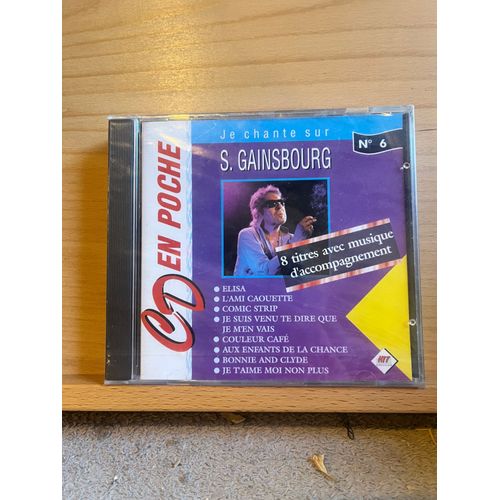 Je chante sur
S. GAINSBOURG
N° 6
CD EN POCHE
8 titres avec musique
d'accompagnement
• ELISA
• L'AMI CAOUETTE
• COMIC STRIP
• JE SUIS VENU TE DIRE QUE
JE M'EN VAIS
• COULEUR CAFÉ
• AUX ENFANTS DE LA CHANCE
• BONNIE AND CLYDE
• JE T'AIME MOI NON PLUS
HIT